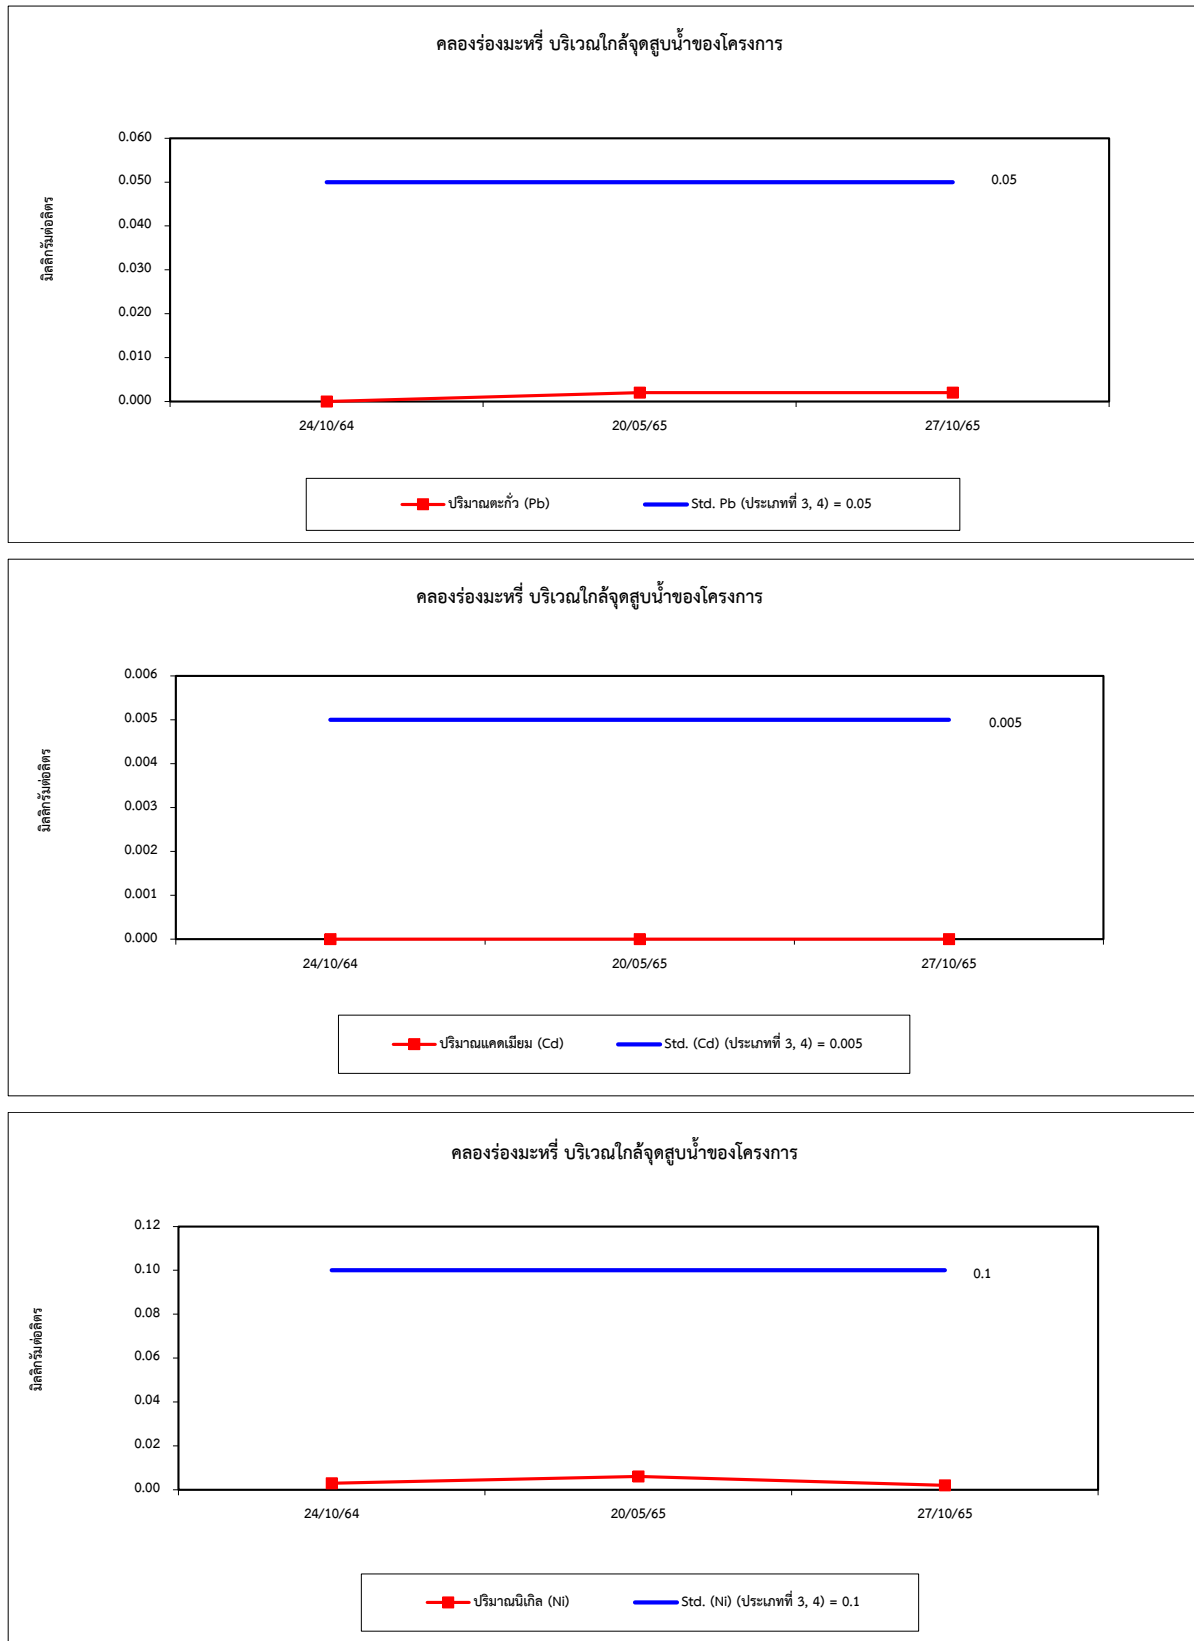 คลองร่องมะหรี่ บริเวณใกล้จุดสูบน้ำของโครงการ
มิลลิกรัมต่อลิตร
0.060
0.050
0.040
0.030
0.020
0.010
0.000
0.05
24/10/64 20/05/65 27/10/65
ปริมาณตะกั่ว (Pb) Std. Pb (ประเภทที่ 3, 4) = 0.05
คลองร่องมะหรี่ บริเวณใกล้จุดสูบน้ำของโครงการ
มิลลิกรัมต่อลิตร
0.006
0.005
0.004
0.003
0.002
0.001
0.000
0.005
24/10/64 20/05/65 27/10/65
ปริมาณแคดเมียม (Cd) Std. (Cd) (ประเภทที่ 3, 4) = 0.005
คลองร่องมะหรี่ บริเวณใกล้จุดสูบน้ำของโครงการ
มิลลิกรัมต่อลิตร
0.12
0.10
0.08
0.06
0.04
0.02
0.00
0.1
24/10/64 20/05/65 27/10/65
ปริมาณนิเกิล (Ni) Std. (Ni) (ประเภทที่ 3, 4) = 0.1